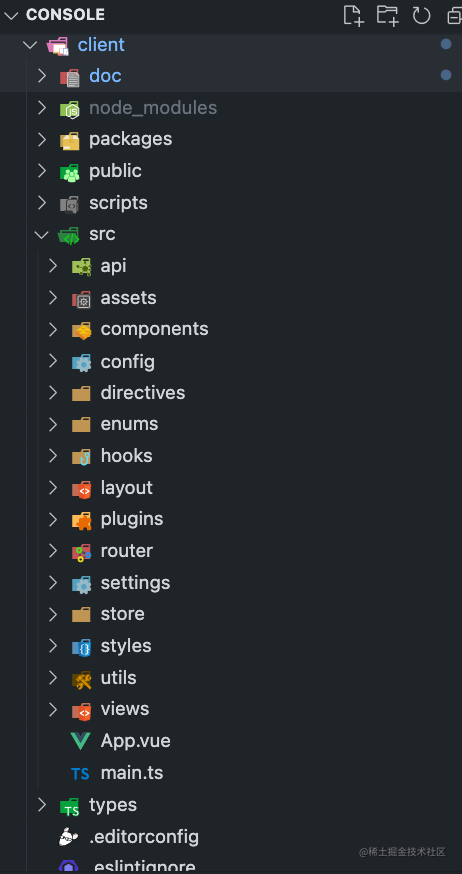 CONSOLE
client
doc
node_modules
packages
public
scripts
src
api
assets
components
config
directives
enums
hooks
layout
plugins
router
settings
store
styles
utils
views
App.vue
TS main.ts
types
.editorconfig
.eslintignore
@稀土掘金技术社区